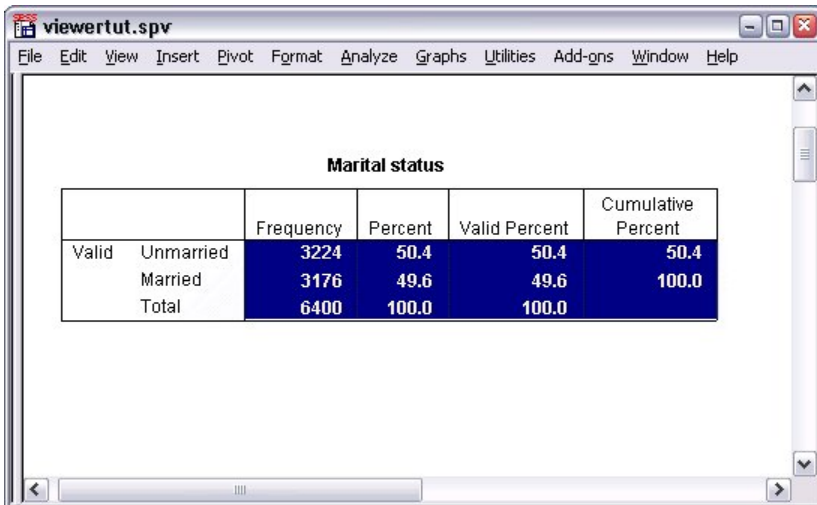 viewertut.spv
File Edit View Insert Pivot Format Analyze Graphs Utilities Add-ons Window Help
Marital status
Frequency Percent Valid Percent Cumulative Percent
Valid Unmarried 3224 50.4 50.4 50.4
Married 3176 49.6 49.6 100.0
Total 6400 100.0 100.0